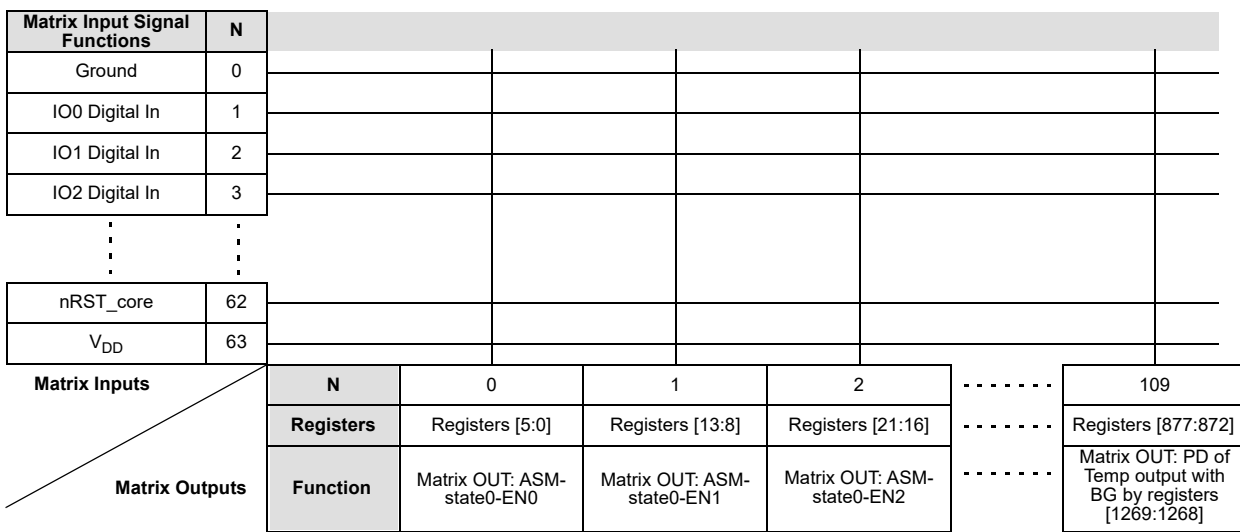 Matrix Input Signal
Functions
N
Ground
0
IO0 Digital In
1
IO1 Digital In
2
IO2 Digital In
3
nRST_core
62
VDD
63
Matrix Inputs
Matrix Outputs
N
0
1
2
109
Registers
Registers [5:0]
Registers [13:8]
Registers [21:16]
Registers [877:872]
Function
Matrix OUT: ASM-
state0-EN0
Matrix OUT: ASM-
state0-EN1
Matrix OUT: ASM-
state0-EN2
Matrix OUT: PD of
Temp output with
BG by registers
[1269:1268]